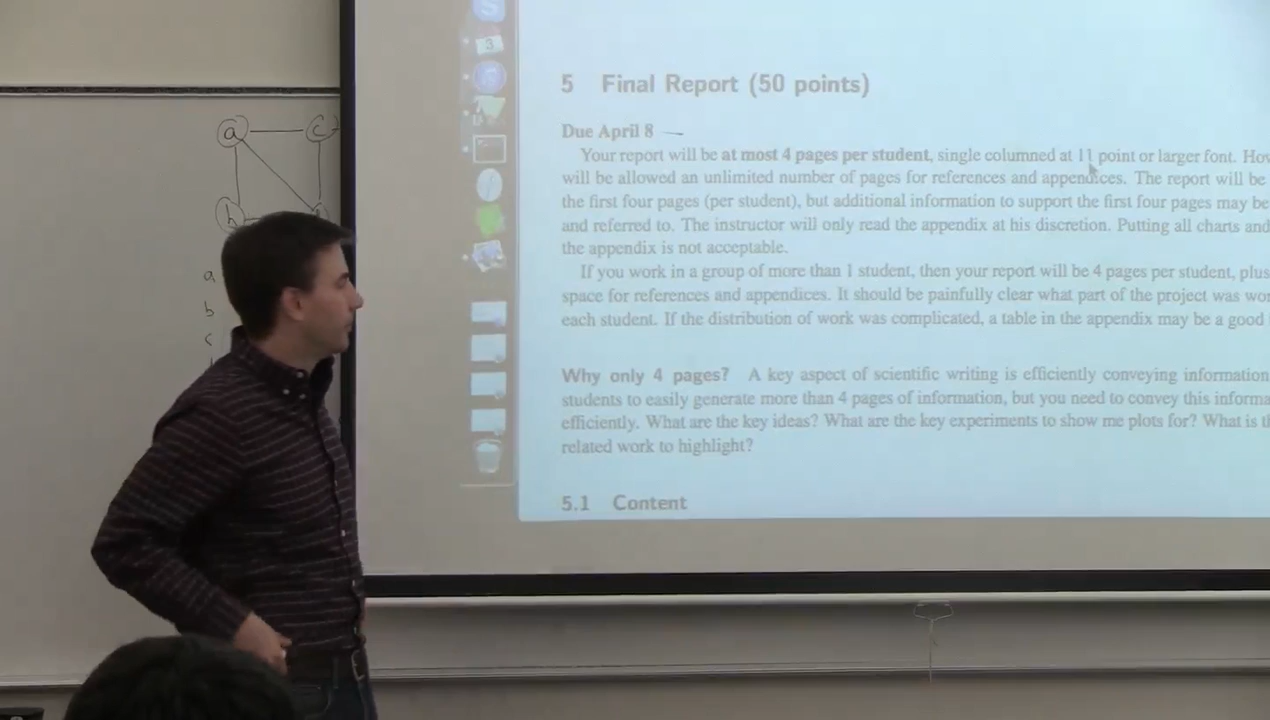 a c
b
a
b
c
3
5 Final Report (50 points)
Due April 8
Your report will be at most 4 pages per student, single columned at 11 point or larger font.
will be allowed an unlimited number of pages for references and appendices. The report will be
the first four pages (per student), but additional information to support the first four pages may be
and referred to. The instructor will only read the appendix at his discretion. Putting all charts and
the appendix is not acceptable.
If you work in a group of more than 1 student, then your report will be 4 pages per student, plus
space for references and appendices. It should be painfully clear what part of the project was
each student. If the distribution of work was complicated, a table in the appendix may be a good
Why only 4 pages? A key aspect of scientific writing is efficiently conveying information
students to easily generate more than 4 pages of information, but you need to convey this
efficiently. What are the key ideas? What are the key experiments to show me plots for? What is
related work to highlight?
5.1 Content